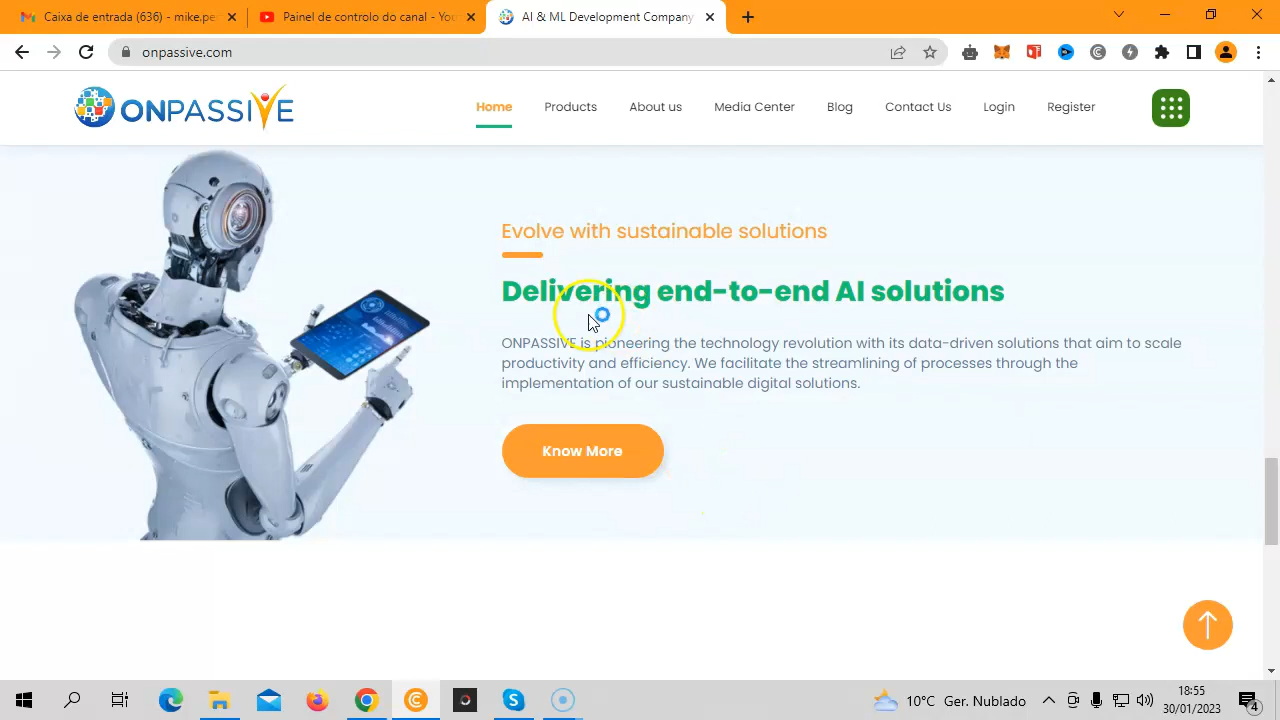 Caixa de entrada (636) - mike.per
Painel de controlo do canal - You
AI & ML Development Company
onpassive.com
ONPASSIVE
Home
Products
About us
Media Center
Blog
Contact Us
Login
Register
Evolve with sustainable solutions
Delivering end-to-end AI solutions
ONPASSIVE is pioneering the technology revolution with its data-driven solutions that aim to scale
productivity and efficiency. We facilitate the streamlining of processes through the
implementation of our sustainable digital solutions.
Know More
10°C Ger. Nublado
18:55
30/01/2023
4